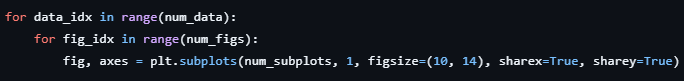 for data_idx in range(num_data):
    for fig_idx in range(num_figs):
        fig, axes = plt.subplots(num_subplots, 1, figsize=(10, 14), sharex=True, sharey=True)